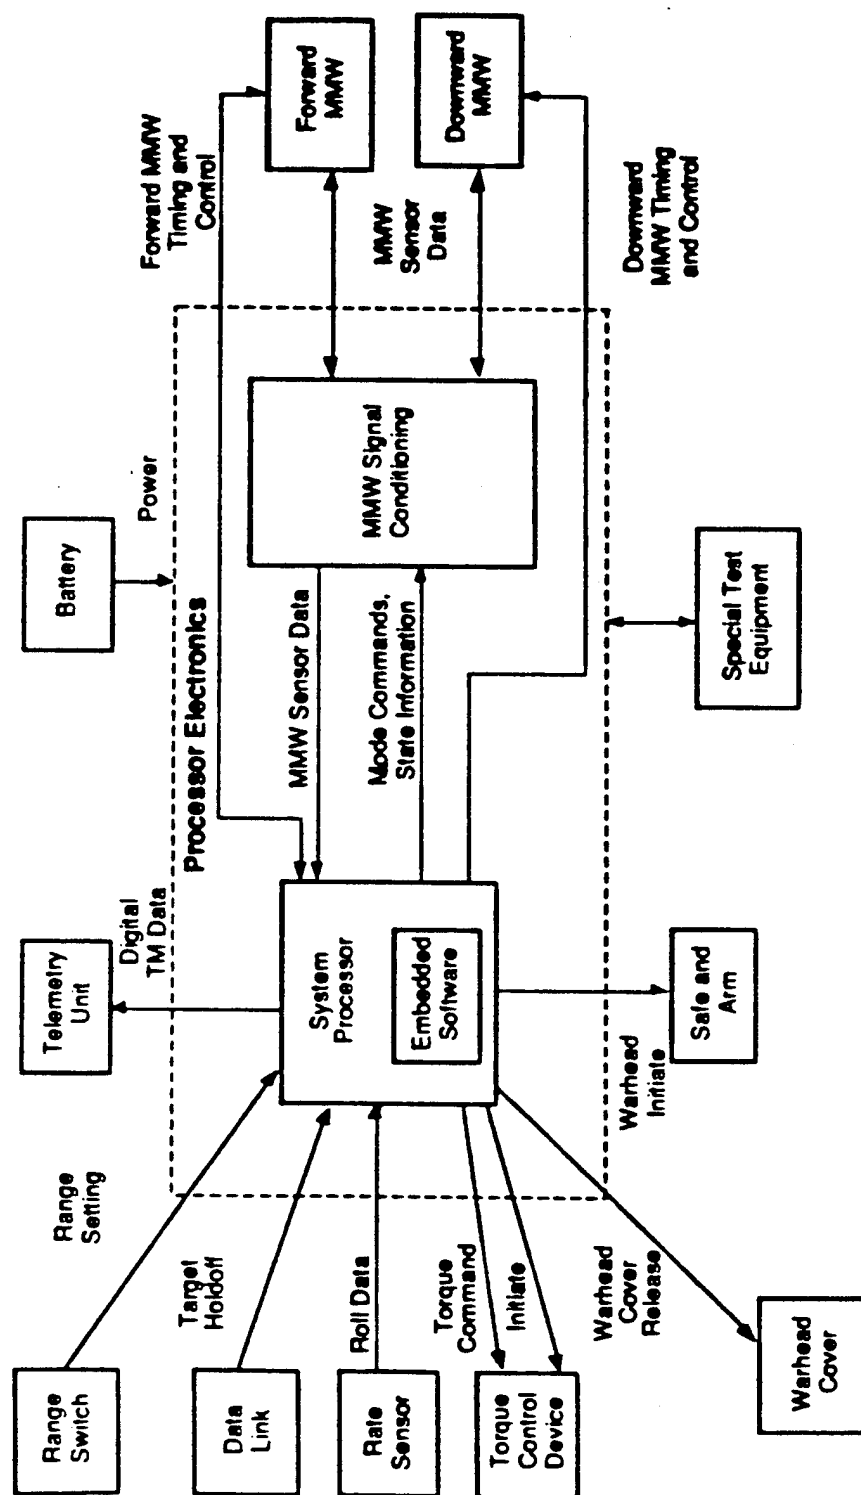 Range
Switch
Data
Link
Rate
Sensor
Torque
Control
Device
Warhead
Cover
Range
Setting
Target
Holdoff
Roll Data
Torque
Command
Initiate
Warhead
Cover
Release
Telemetry
Unit
Digital
TM Data
System
Processor
Embedded
Software
Warhead
Initiate
Safe and
Arm
Battery
Power
Processor Electronics
MMW Sensor Data
Mode Commands,
State Information
MMW Signal
Conditioning
Special Test
Equipment
Forward MMW
Timing and
Control
MMW
Sensor
Data
Downward
MMW Timing
and Control
Forward
MMW
Downward
MMW